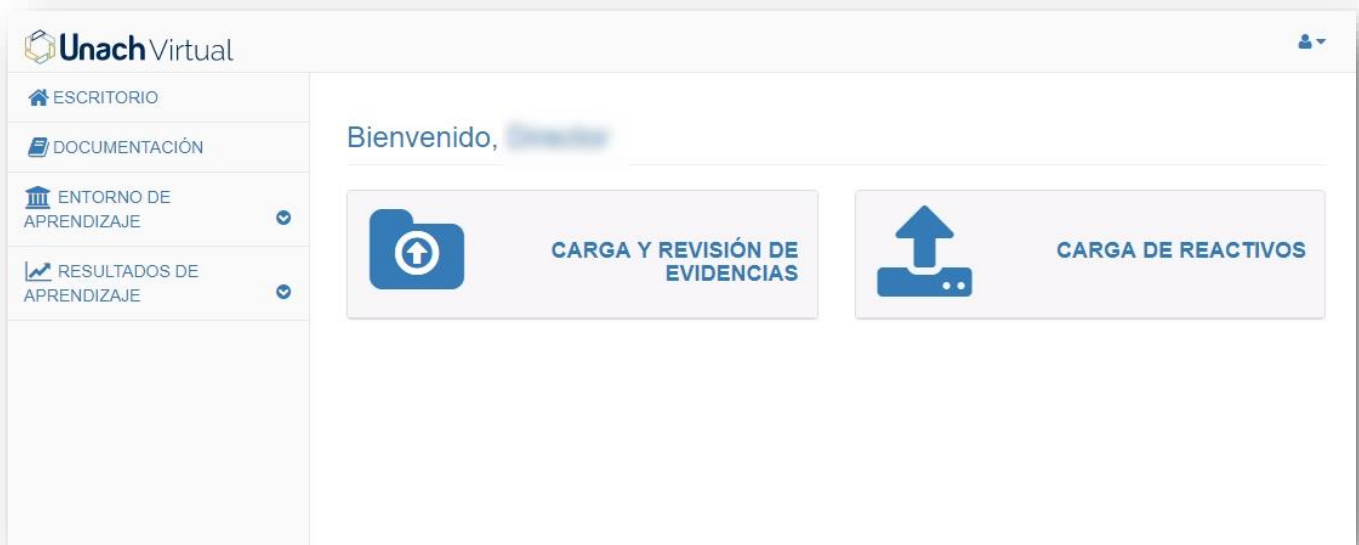 Unach Virtual
ESCRITORIO
DOCUMENTACIÓN
ENTORNO DE
APRENDIZAJE
RESULTADOS DE
APRENDIZAJE
Bienvenido,
CARGA Y REVISIÓN DE
EVIDENCIAS
CARGA DE REACTIVOS